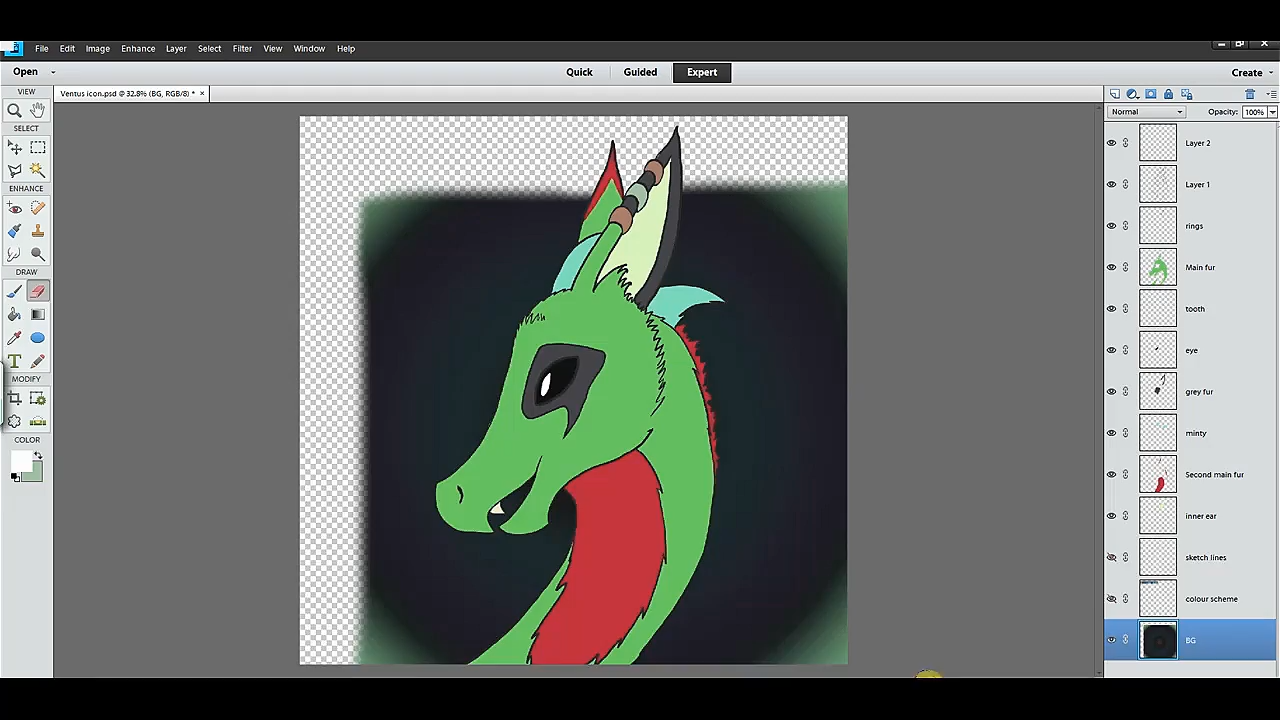 File Edit Image Enhance Layer Select Filter View Window Help
Open Quick Guided Expert Create
VIEW Ventus icon.psd @ 32.8% (BG, RGB/8) * ×
Normal Opacity: 100%
SELECT
ENHANCE
DRAW
MODIFY
COLOR
T
Layer 2
Layer 1
rings
Main fur
tooth
eye
grey fur
minty
Second main fur
inner ear
sketch lines
colour scheme
BG